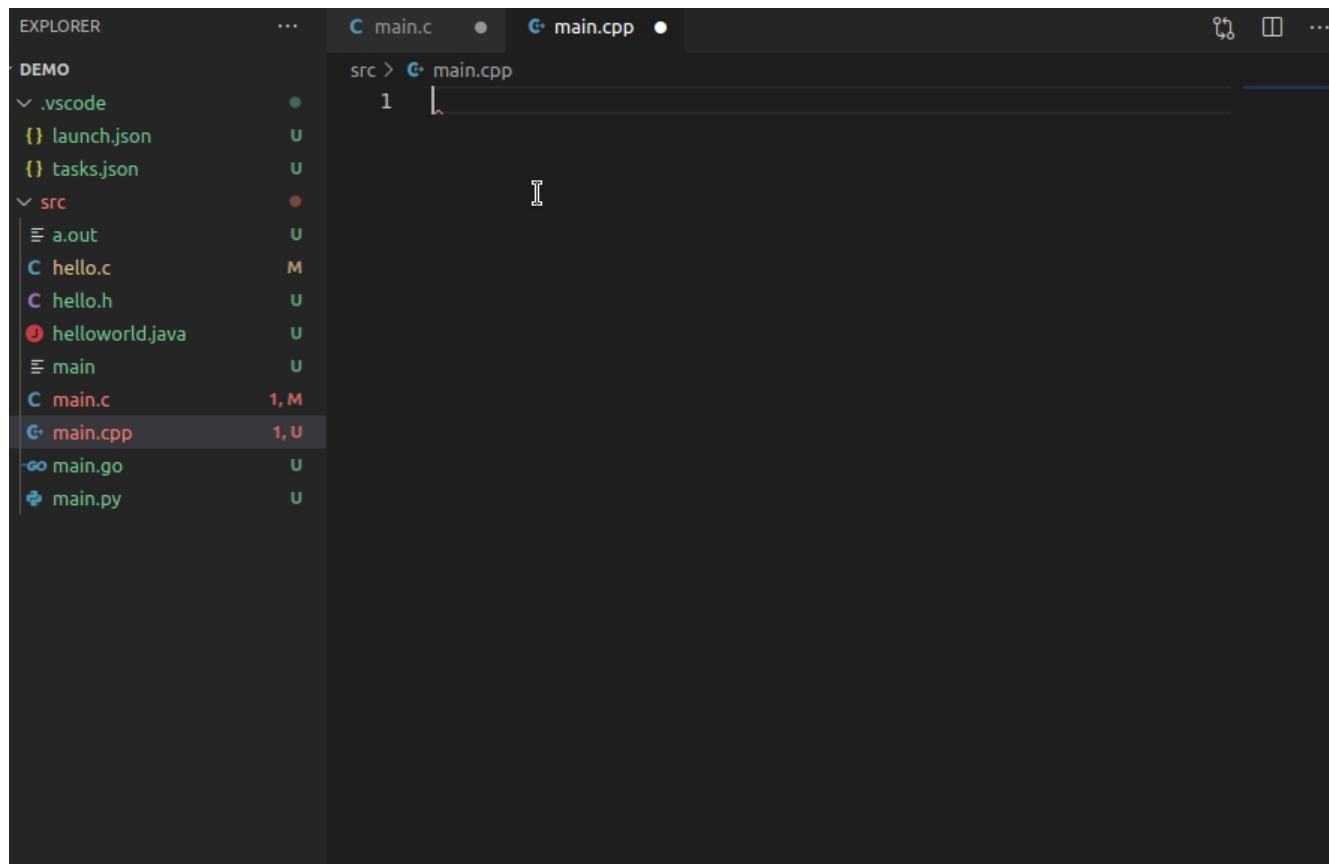 EXPLORER ...
DEMO
.vscode
{} launch.json U
{} tasks.json U
src
a.out U
C hello.c M
C hello.h U
J helloworld.java U
main U
C main.c 1, M
C+ main.cpp 1, U
GO main.go U
main.py U
C main.c ● C+ main.cpp ● ...
src > C+ main.cpp
1